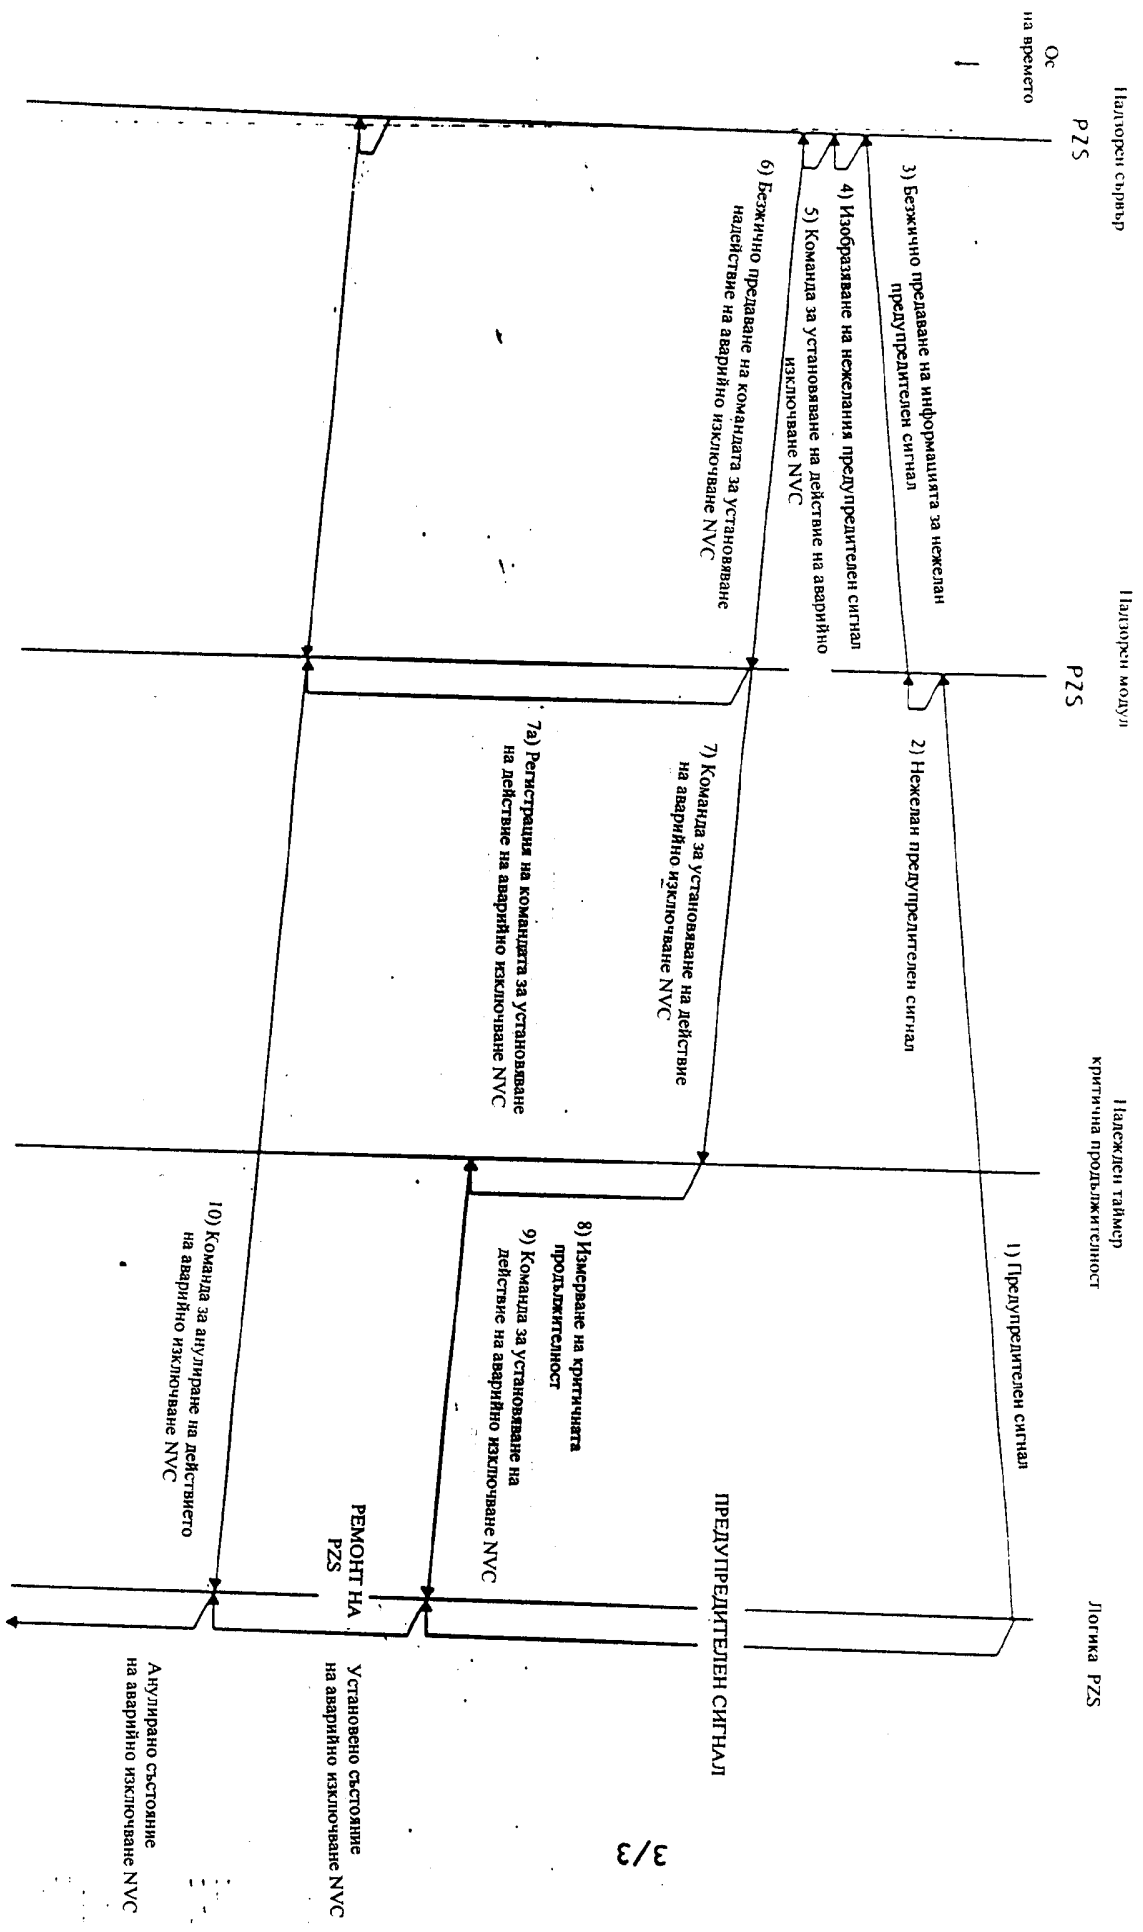 Ос
на времето
Надзорен сървър
PZS
Надзорен модул
PZS
Надежден таймер
критична продължителност
Логика PZS
1) Предупредителен сигнал
2) Нежелан предупредителен сигнал
3) Безжично предаване на информацията за нежелан
предупредителен сигнал
4) Изобразяване на нежелания предупредителен сигнал
5) Команда за установяване на действие на аварийно
изключване NVC
6) Безжично предаване на командата за установяване
надействие на аварийно изключване NVC
7) Команда за установяване на действие
на аварийно изключване NVC
7а) Регистрация на командата за установяване
на действие на аварийно изключване NVC
8) Измерване на критичната
продължителност
9) Команда за установяване на
действие на аварийно изключване NVC
10) Команда за анулиране на действието
на аварийно изключване NVC
ПРЕДУПРЕДИТЕЛЕН СИГНАЛ
РЕМОНТ НА
PZS
Установено състояние
на аварийно изключване NVC
Анулирано състояние
на аварийно изключване NVC
3/3